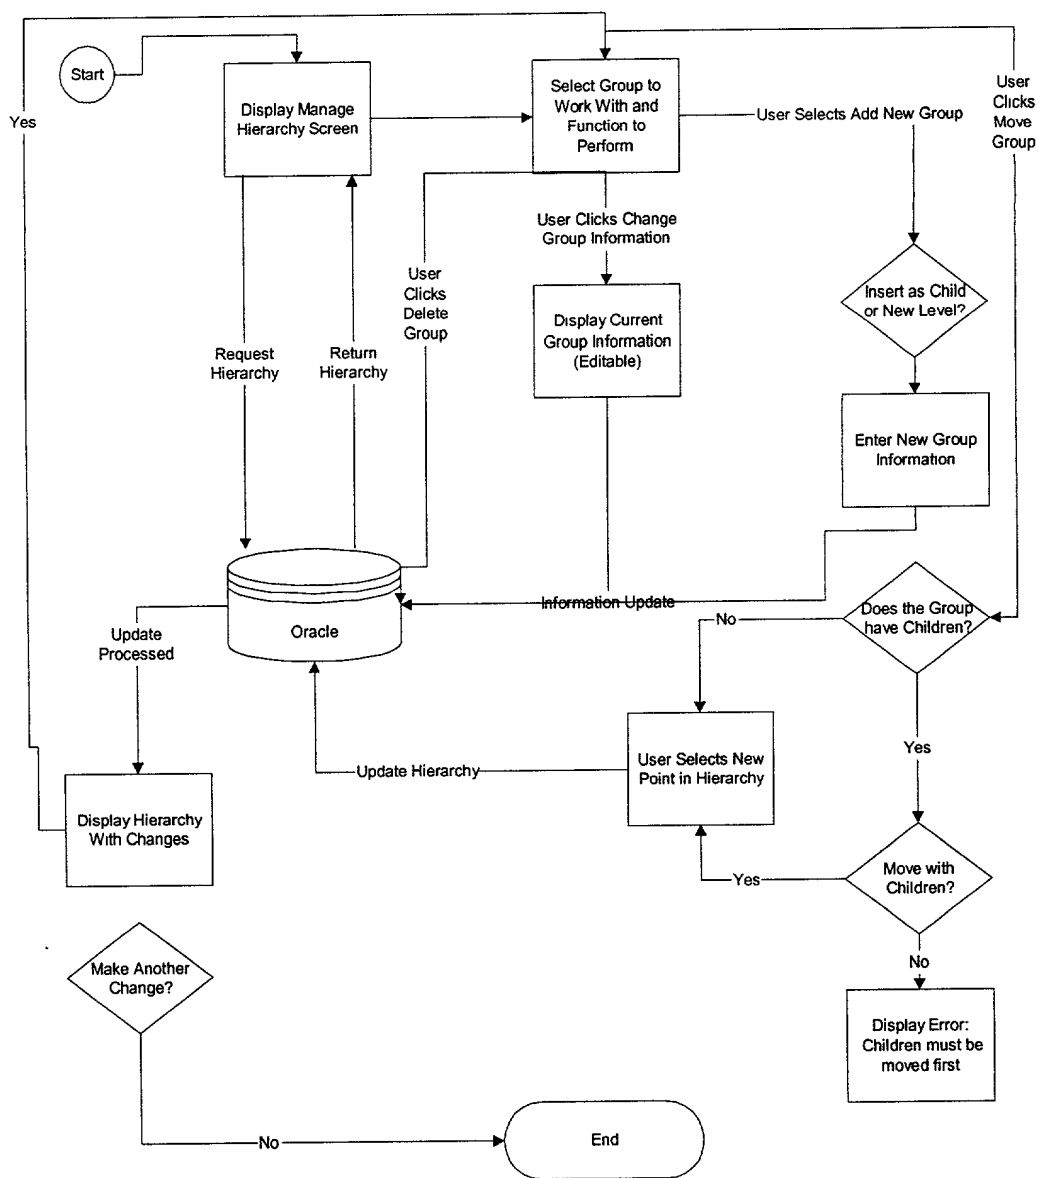 Start
Yes
Display Manage
Hierarchy Screen
Select Group to
Work With and
Function to
Perform
User Selects Add New Group
User
Clicks
Move
Group
User Clicks Change
Group Information
User
Clicks
Delete
Group
Insert as Child
or New Level?
Display Current
Group Information
(Editable)
Request
Hierarchy
Return
Hierarchy
Enter New Group
Information
Oracle
Information Update
Does the Group
have Children?
No
Update
Processed
Yes
User Selects New
Point in Hierarchy
Update Hierarchy
Display Hierarchy
With Changes
Move with
Children?
Yes
No
Make Another
Change?
Display Error:
Children must be
moved first
No
End